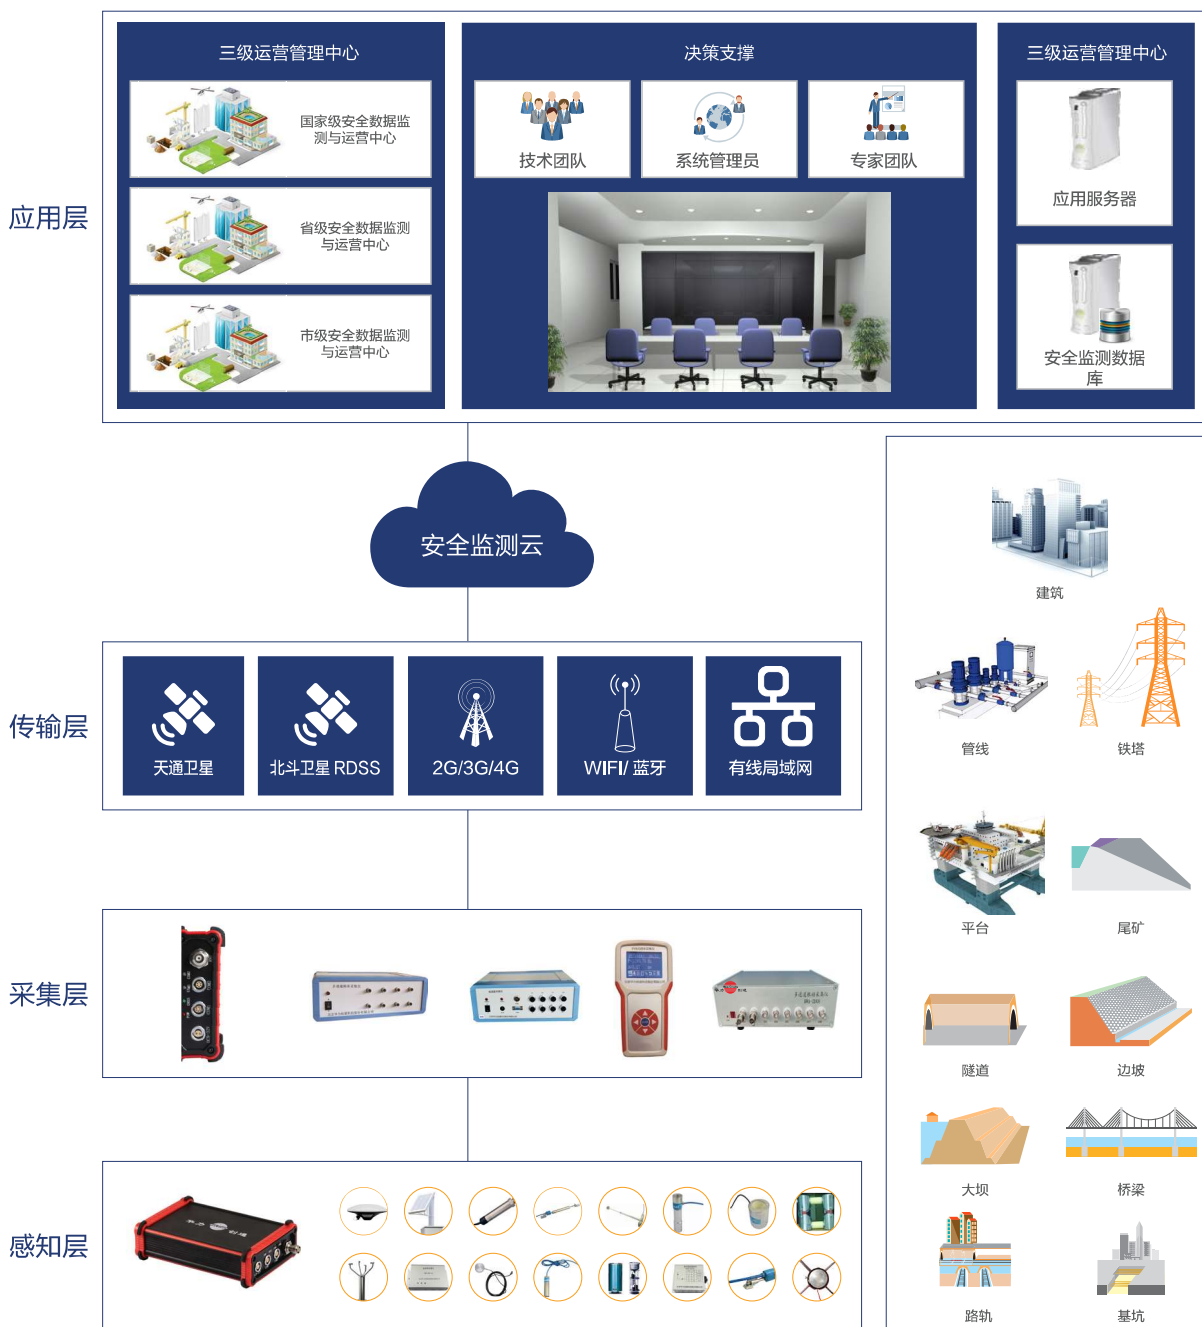 应用层
三级运营管理中心
国家级安全数据监
测与运营中心
省级安全数据监测
与运营中心
市级安全数据监测
与运营中心
决策支撑
技术团队
系统管理员
专家团队
三级运营管理中心
应用服务器
安全监测数据
库
安全监测云
传输层
天通卫星
北斗卫星 RDSS
2G/3G/4G
WIFI/ 蓝牙
有线局域网
采集层
感知层
建筑
管线
铁塔
平台
尾矿
隧道
边坡
大坝
桥梁
路轨
基坑